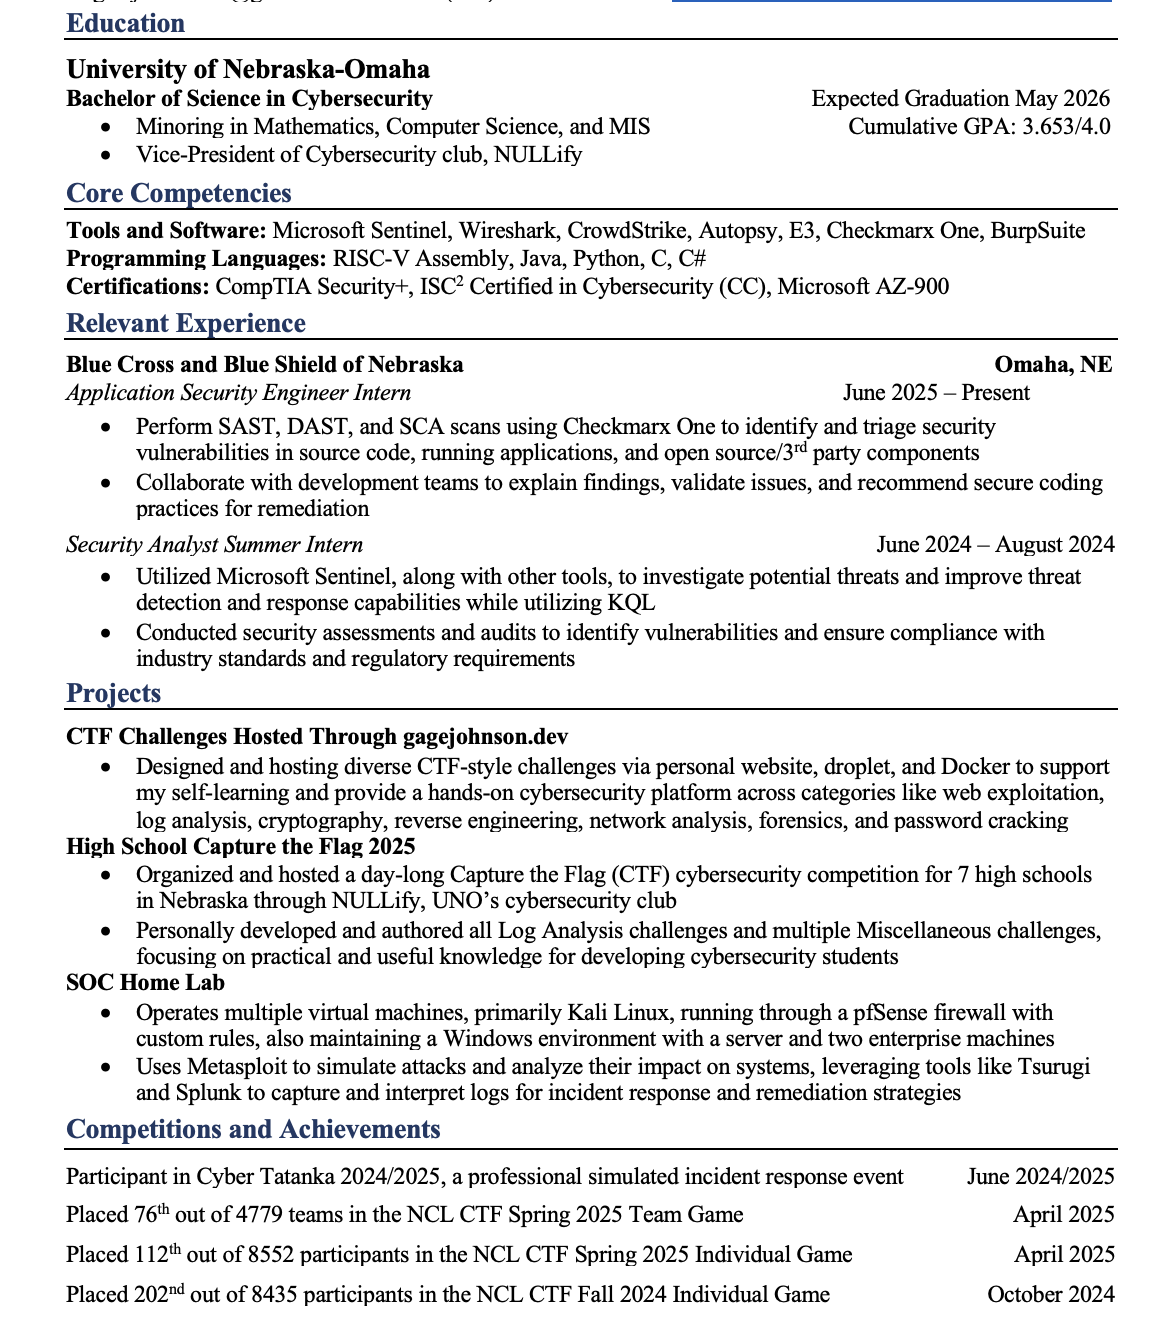 Education
University of Nebraska-Omaha
Bachelor of Science in Cybersecurity Expected Graduation May 2026
• Minoring in Mathematics, Computer Science, and MIS Cumulative GPA: 3.653/4.0
• Vice-President of Cybersecurity club, NULLify
Core Competencies
Tools and Software: Microsoft Sentinel, Wireshark, CrowdStrike, Autopsy, E3, Checkmarx One, BurpSuite
Programming Languages: RISC-V Assembly, Java, Python, C, C#
Certifications: CompTIA Security+, ISC² Certified in Cybersecurity (CC), Microsoft AZ-900
Relevant Experience
Blue Cross and Blue Shield of Nebraska Omaha, NE
Application Security Engineer Intern June 2025 – Present
• Perform SAST, DAST, and SCA scans using Checkmarx One to identify and triage security
vulnerabilities in source code, running applications, and open source/3rd party components
• Collaborate with development teams to explain findings, validate issues, and recommend secure coding
practices for remediation
Security Analyst Summer Intern June 2024 – August 2024
• Utilized Microsoft Sentinel, along with other tools, to investigate potential threats and improve threat
detection and response capabilities while utilizing KQL
• Conducted security assessments and audits to identify vulnerabilities and ensure compliance with
industry standards and regulatory requirements
Projects
CTF Challenges Hosted Through gagejohnson.dev
• Designed and hosting diverse CTF-style challenges via personal website, droplet, and Docker to support
my self-learning and provide a hands-on cybersecurity platform across categories like web exploitation,
log analysis, cryptography, reverse engineering, network analysis, forensics, and password cracking
High School Capture the Flag 2025
• Organized and hosted a day-long Capture the Flag (CTF) cybersecurity competition for 7 high schools
in Nebraska through NULLify, UNO’s cybersecurity club
• Personally developed and authored all Log Analysis challenges and multiple Miscellaneous challenges,
focusing on practical and useful knowledge for developing cybersecurity students
SOC Home Lab
• Operates multiple virtual machines, primarily Kali Linux, running through a pfSense firewall with
custom rules, also maintaining a Windows environment with a server and two enterprise machines
• Uses Metasploit to simulate attacks and analyze their impact on systems, leveraging tools like Tsurugi
and Splunk to capture and interpret logs for incident response and remediation strategies
Competitions and Achievements
Participant in Cyber Tatanka 2024/2025, a professional simulated incident response event June 2024/2025
Placed 76th out of 4779 teams in the NCL CTF Spring 2025 Team Game April 2025
Placed 112th out of 8552 participants in the NCL CTF Spring 2025 Individual Game April 2025
Placed 202nd out of 8435 participants in the NCL CTF Fall 2024 Individual Game October 2024